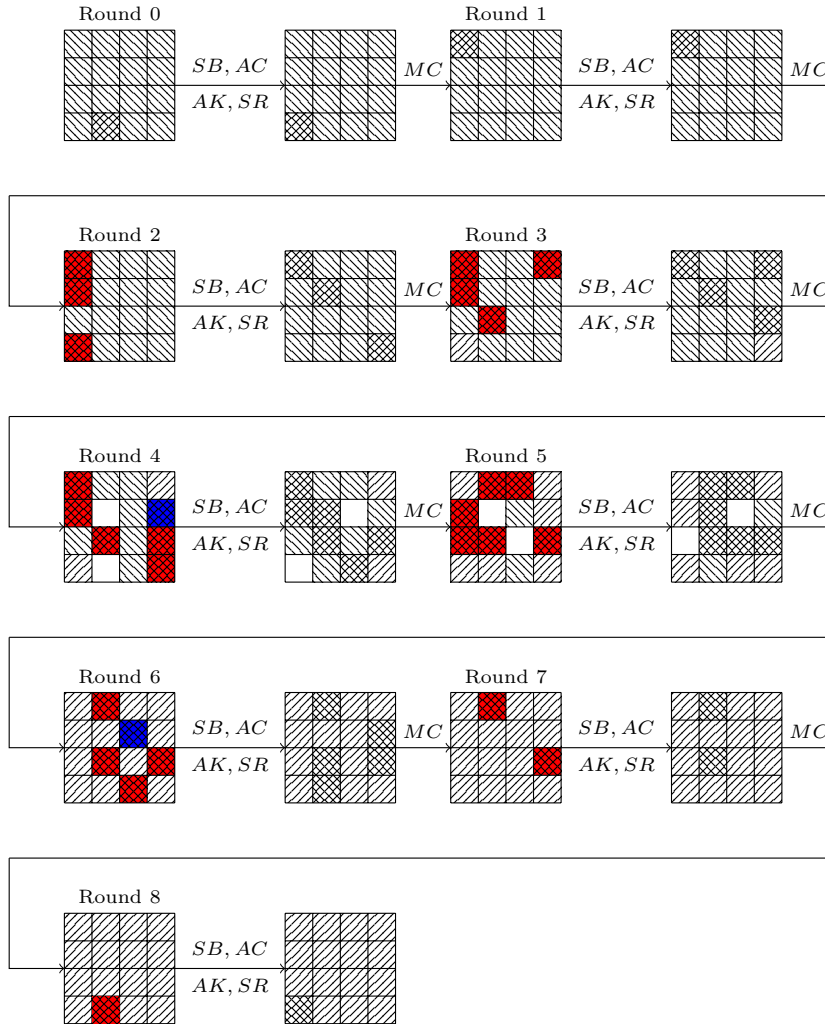 Round 0
Round 1
SB, AC
MC
SB, AC
MC
AK, SR
AK, SR
Round 2
Round 3
SB, AC
MC
SB, AC
MC
AK, SR
AK, SR
Round 4
Round 5
SB, AC
MC
SB, AC
MC
AK, SR
AK, SR
Round 6
Round 7
SB, AC
MC
SB, AC
MC
AK, SR
AK, SR
Round 8
SB, AC
AK, SR